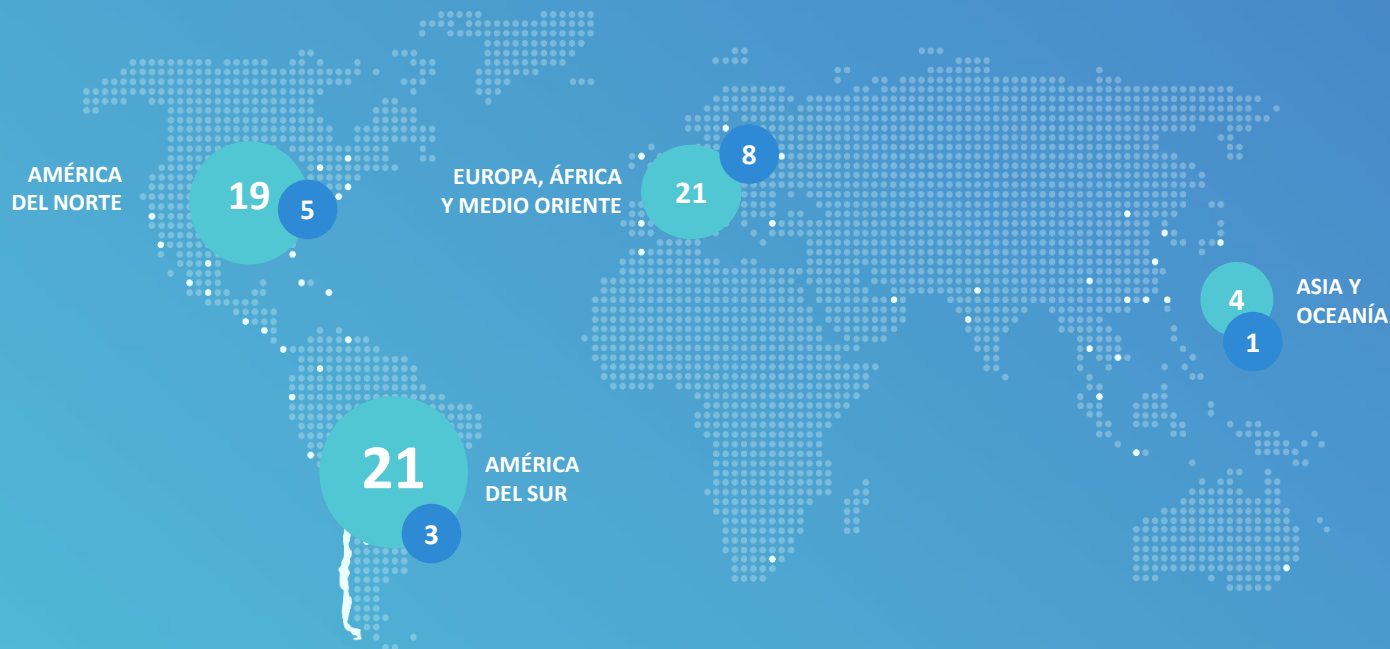 AMÉRICA
DEL NORTE
19
5
EUROPA, ÁFRICA
Y MEDIO ORIENTE
21
8
4
1
ASIA Y
OCEANÍA
21
3
AMÉRICA
DEL SUR